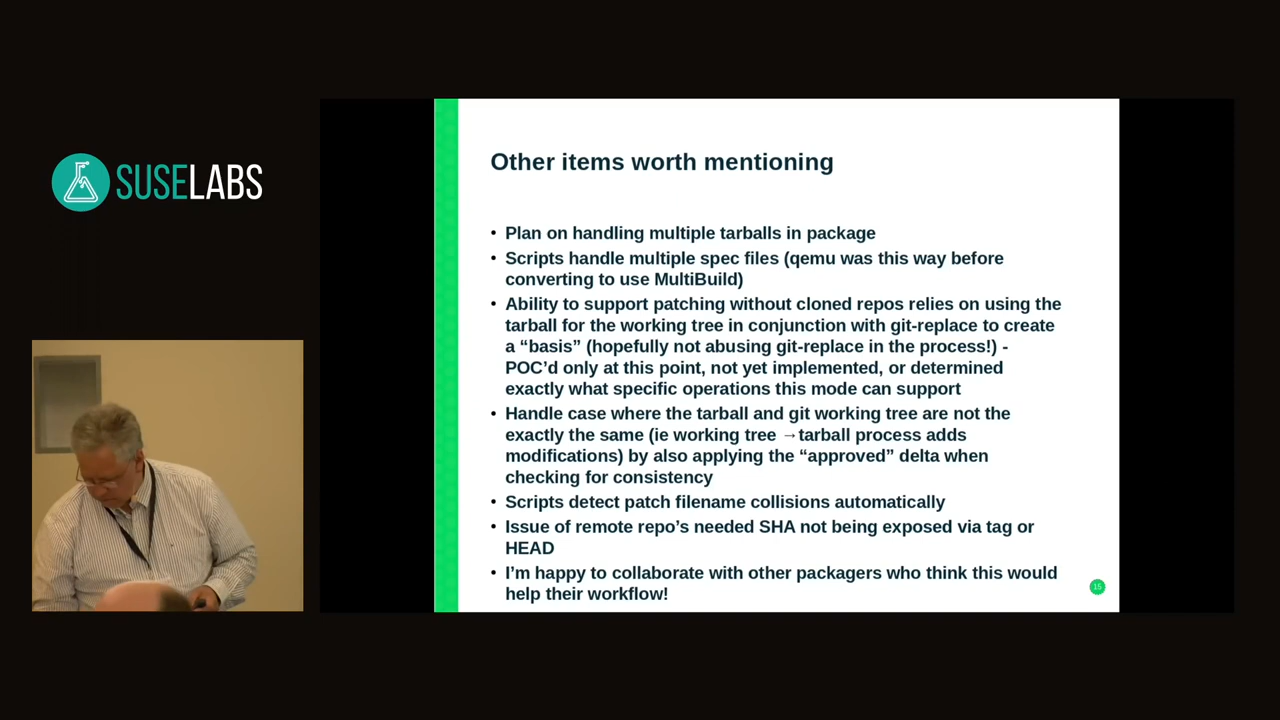 SUSELABS
Other items worth mentioning
• Plan on handling multiple tarballs in package
• Scripts handle multiple spec files (qemu was this way before
converting to use MultiBuild)
• Ability to support patching without cloned repos relies on using the
tarball for the working tree in conjunction with git-replace to create
a “basis” (hopefully not abusing git-replace in the process!) -
POC’d only at this point, not yet implemented, or determined
exactly what specific operations this mode can support
• Handle case where the tarball and git working tree are not the
exactly the same (ie working tree →tarball process adds
modifications) by also applying the “approved” delta when
checking for consistency
• Scripts detect patch filename collisions automatically
• Issue of remote repo’s needed SHA not being exposed via tag or
HEAD
• I’m happy to collaborate with other packagers who think this would
help their workflow!
15